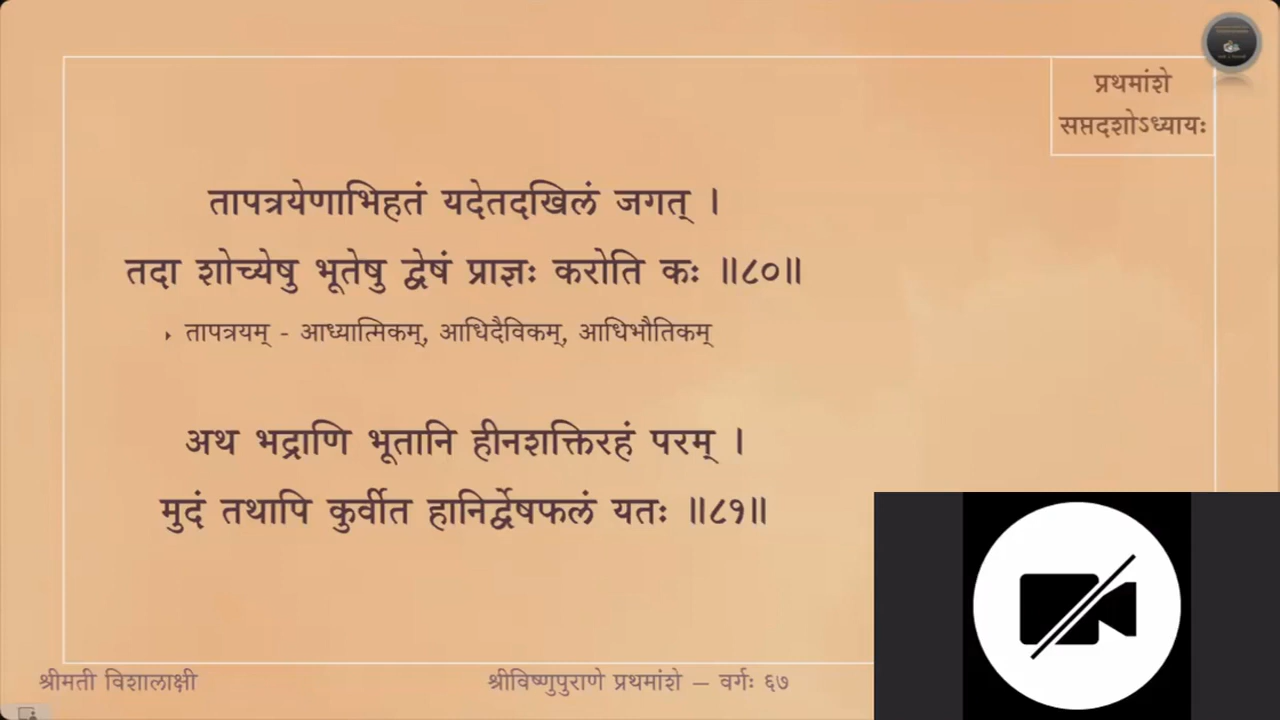 प्रथमांशे
सप्तदशोऽध्यायः
तापत्रयेणाभिहतं यदेतदखिलं जगत् ।
तदा शोच्येषु भूतेषु द्वेषं प्राज्ञः करोति कः ॥८०॥
तापत्रयम् - आध्यात्मिकम्, आधिदैविकम्, आधिभौतिकम्
अथ भद्राणि भूतानि हीनशक्तिरहं परम् ।
मुदं तथापि कुर्वीत हानिर्द्वेषफलं यतः ॥८१॥
श्रीमती विशालाक्षी
श्रीविष्णुपुराणे प्रथमांशे – वर्गः ६७